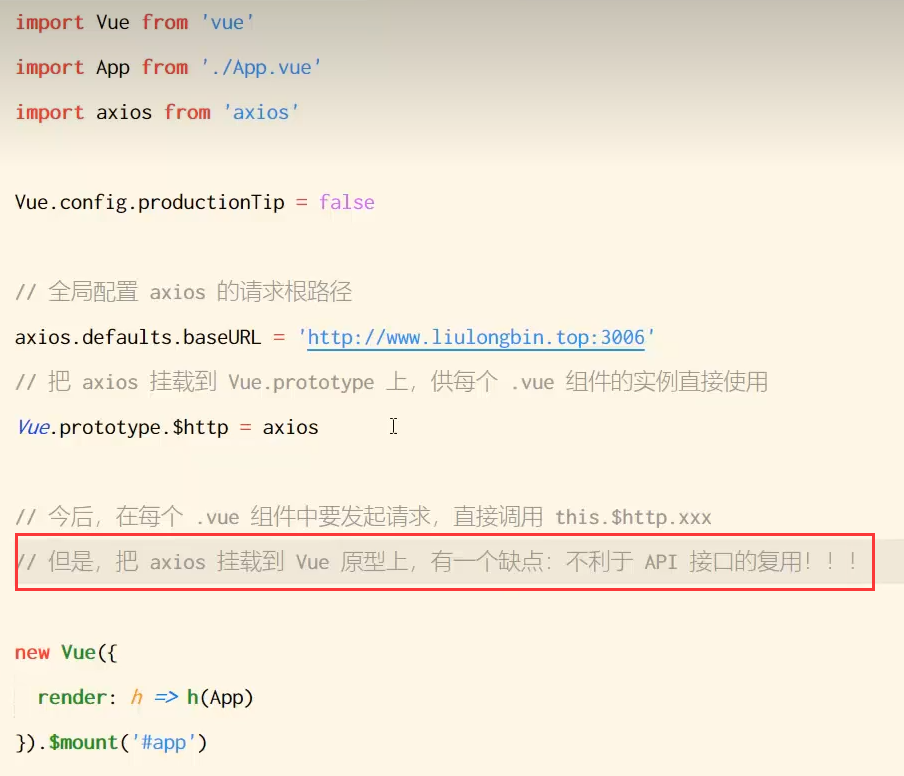 import Vue from 'vue'
import App from './App.vue'
import axios from 'axios'
Vue.config.productionTip = false
// 全局配置 axios 的请求根路径
axios.defaults.baseURL = 'http://www.liulongbin.top:3006'
// 把 axios 挂载到 Vue.prototype 上，供每个 .vue 组件的实例直接使用
Vue.prototype.$http = axios
// 今后，在每个 .vue 组件中要发起请求，直接调用 this.$http.xxx
// 但是，把 axios 挂载到 Vue 原型上，有一个缺点：不利于 API 接口的复用！！！
new Vue({
  render: h => h(App)
}).$mount('#app')